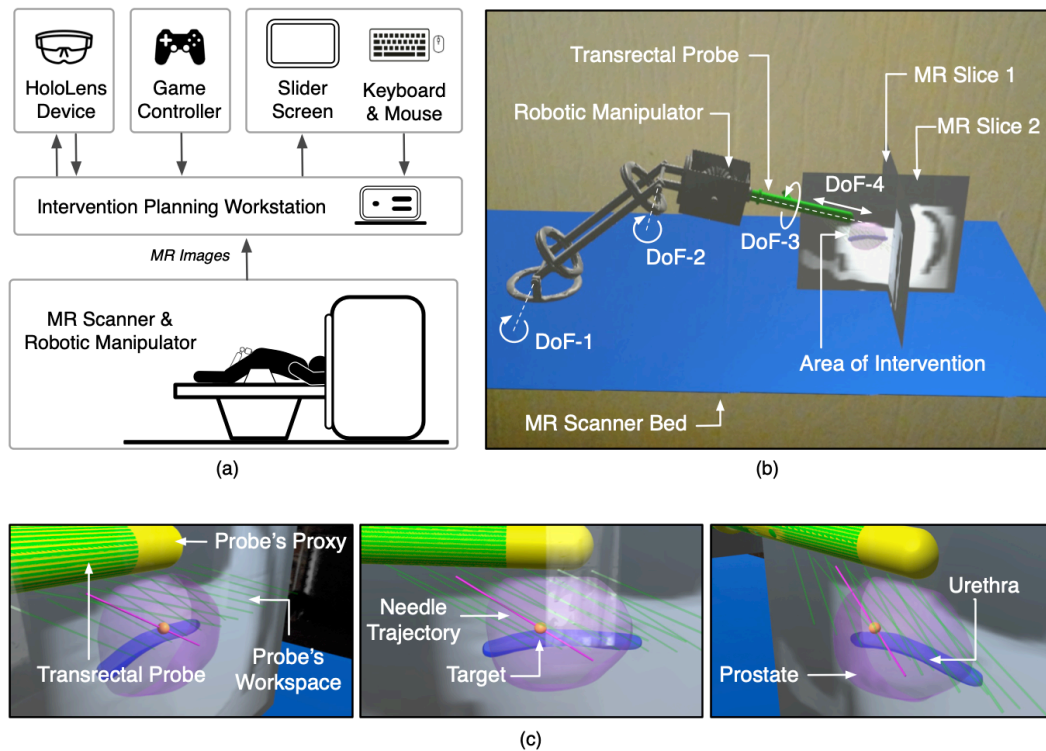 HoloLens
Device
Game
Controller
Slider
Screen
Keyboard
& Mouse
Intervention Planning Workstation
MR Images
MR Scanner &
Robotic Manipulator
(a)
Transrectal Probe
MR Slice 1
Robotic Manipulator
MR Slice 2
DoF-4
DoF-3
DoF-2
DoF-1
Area of Intervention
MR Scanner Bed
(b)
Probe's Proxy
Transrectal Probe
Probe's
Workspace
Needle
Trajectory
Target
Urethra
Prostate
(c)